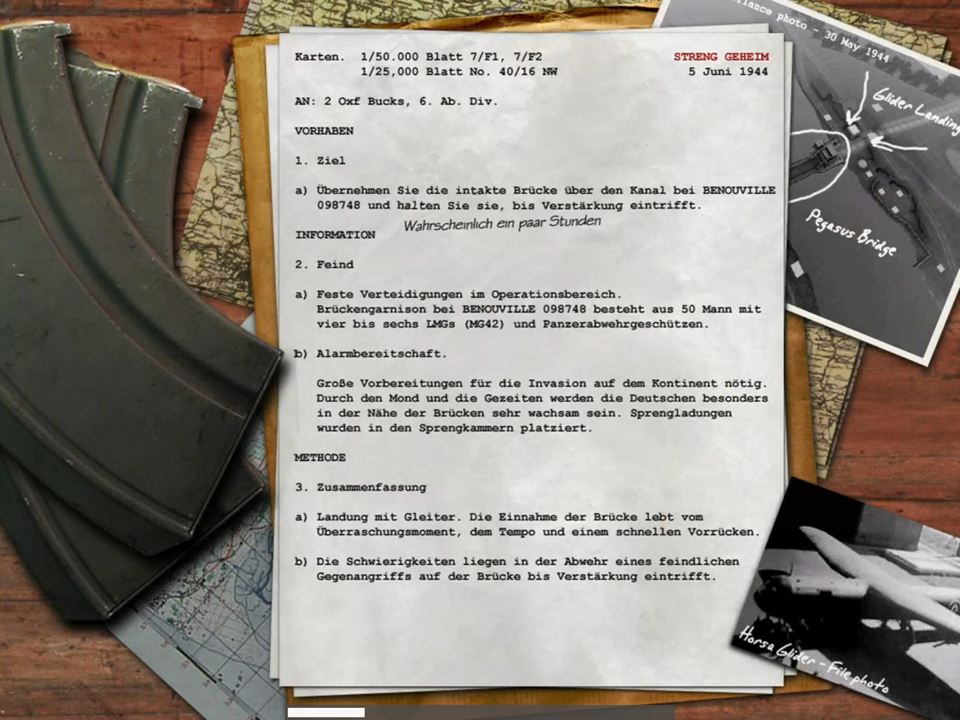 Karten. 1/50.000 Blatt 7/F1, 7/F2
STRENG GEHEIM
1/25,000 Blatt No. 40/16 NW
5 Juni 1944
AN: 2 Oxf Bucks, 6. Ab. Div.
VORHABEN
1. Ziel
a) Übernehmen Sie die intakte Brücke über den Kanal bei BENOUVILLE
098748 und halten Sie sie, bis Verstärkung eintrifft.
Wahrscheinlich ein paar Stunden
INFORMATION
2. Feind
a) Feste Verteidigungen im Operationsbereich.
Brückengarnison bei BENOUVILLE 098748 besteht aus 50 Mann mit
vier bis sechs LMGs (MG42) und Panzerabwehrgeschützen.
b) Alarmbereitschaft.
Große Vorbereitungen für die Invasion auf dem Kontinent nötig.
Durch den Mond und die Gezeiten werden die Deutschen besonders
in der Nähe der Brücken sehr wachsam sein. Sprengladungen
wurden in den Sprengkammern platziert.
METHODE
3. Zusammenfassung
a) Landung mit Gleiter. Die Einnahme der Brücke lebt vom
Überraschungsmoment, dem Tempo und einem schnellen Vorrücken.
b) Die Schwierigkeiten liegen in der Abwehr eines feindlichen
Gegenangriffs auf der Brücke bis Verstärkung eintrifft.
photo - 30 May 1944
Glider Landing
Pegasus Bridge
Horsa Glider - File photo